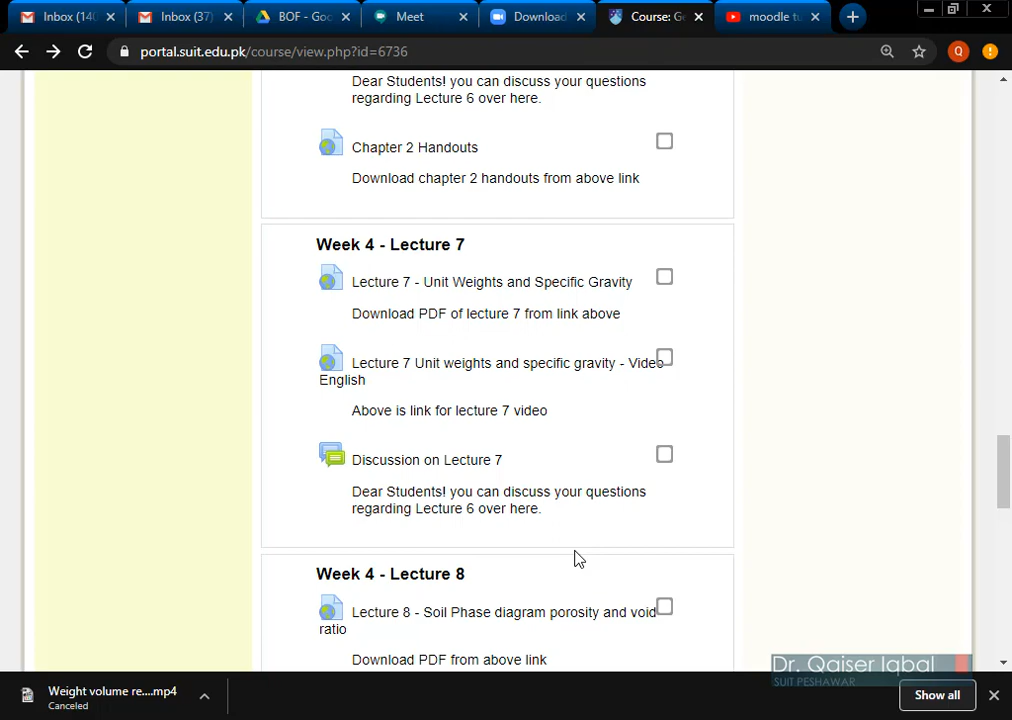 Inbox (140
Inbox (37)
BOF - Goo
Meet
Download
Course: Ge
moodle tu
portal.suit.edu.pk/course/view.php?id=6736
Q
Dear Students! you can discuss your questions
regarding Lecture 6 over here.
Chapter 2 Handouts
Download chapter 2 handouts from above link
Week 4 - Lecture 7
Lecture 7 - Unit Weights and Specific Gravity
Download PDF of lecture 7 from link above
Lecture 7 Unit weights and specific gravity - Video
English
Above is link for lecture 7 video
Discussion on Lecture 7
Dear Students! you can discuss your questions
regarding Lecture 6 over here.
Week 4 - Lecture 8
Lecture 8 - Soil Phase diagram porosity and void
ratio
Download PDF from above link
Dr. Qaiser Iqbal
SUIT PESHAWAR
Weight volume re....mp4
Canceled
Show all